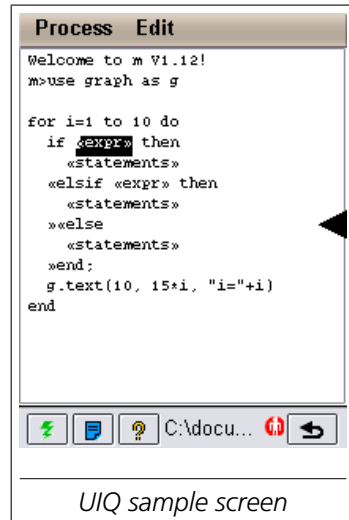 Process Edit
Welcome to m V1.12!
m>use graph as g
for i=1 to 10 do
if «expr» then
«statements»
«elsif «expr» then
«statements»
»«else
«statements»
»end;
g.text(10, 15*i, "i="+i)
end
C:\docu...
UIQ sample screen